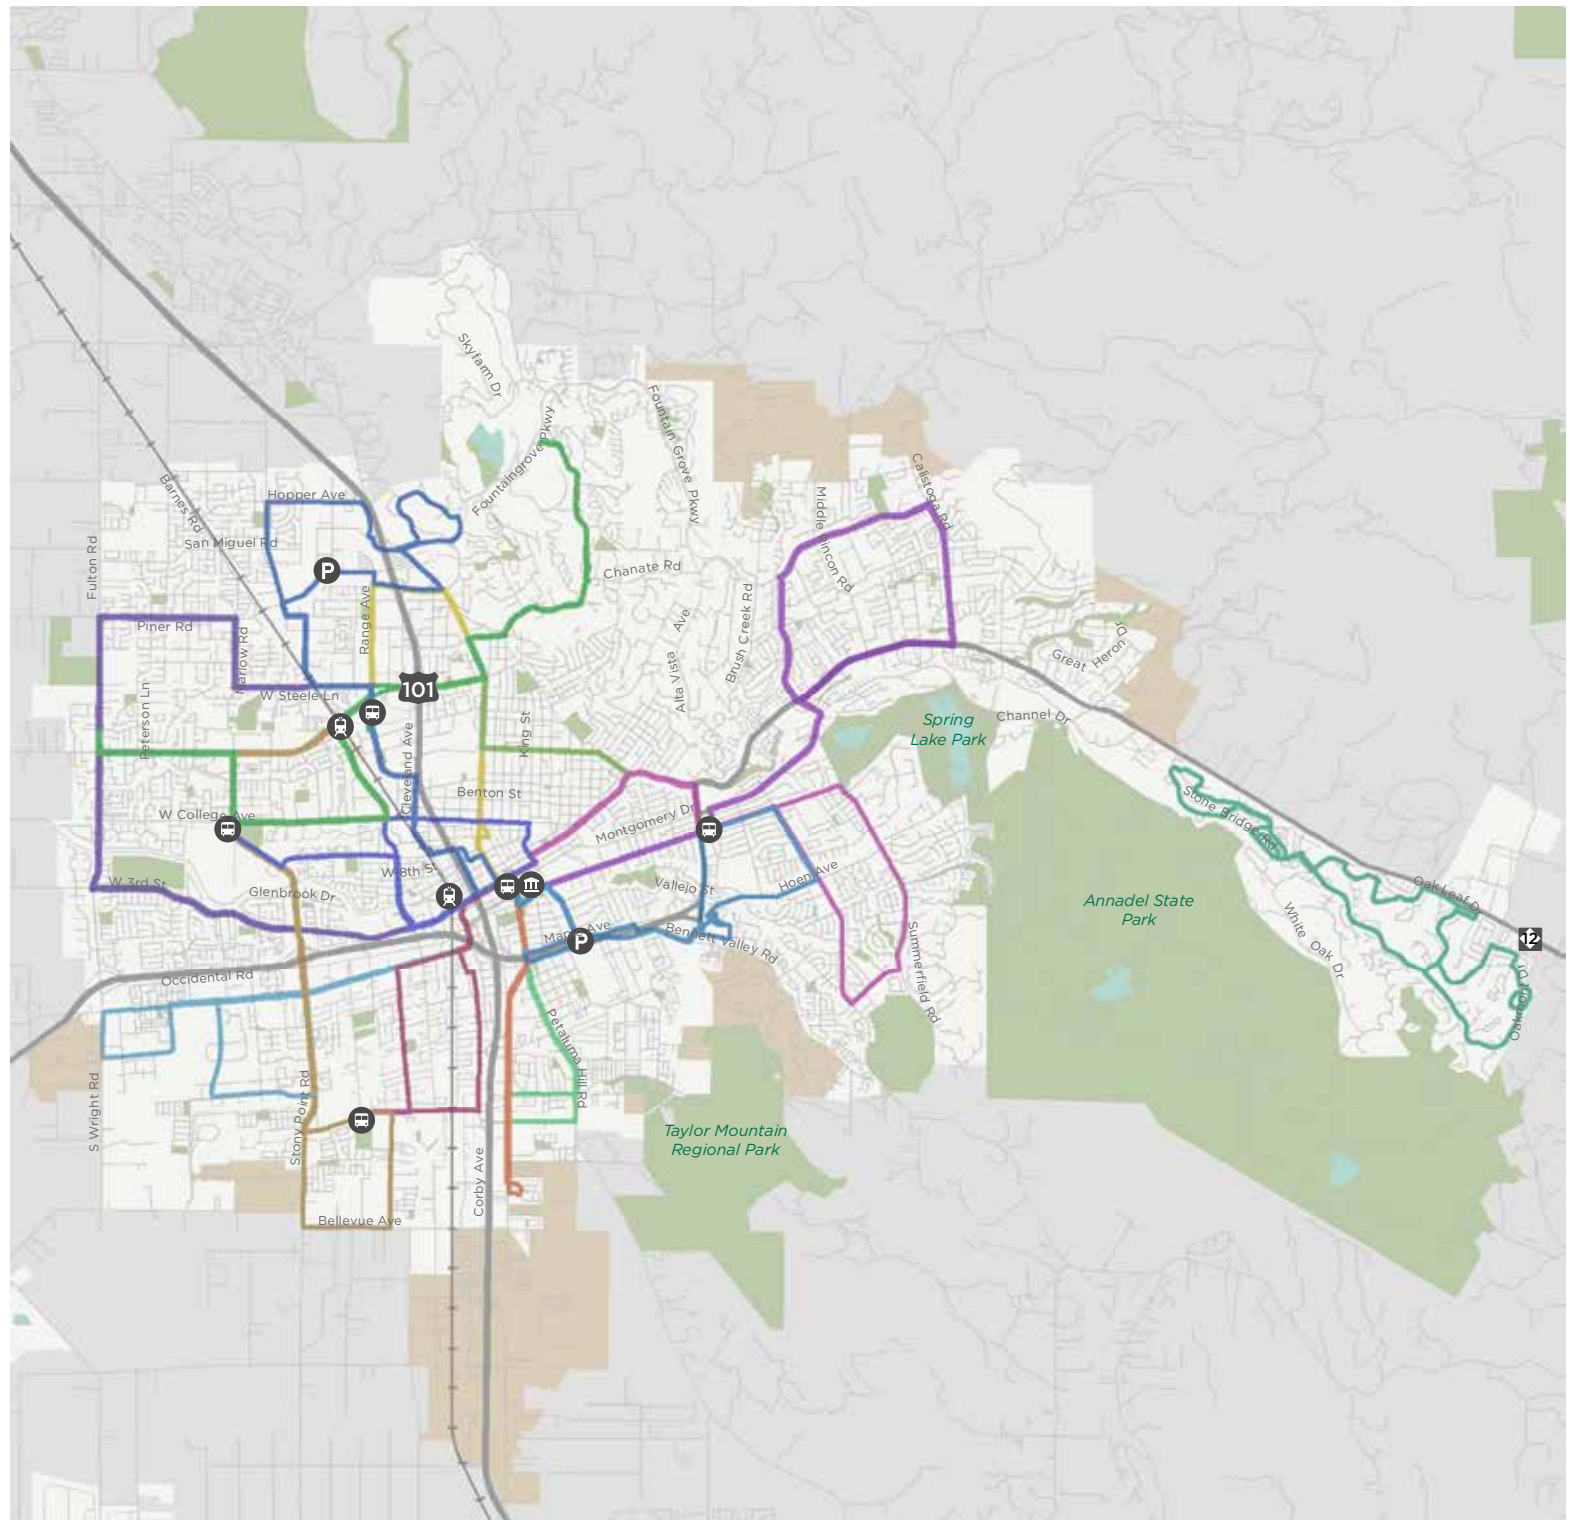 Skyfarm Dr
Fountaingrove Pkwy
Fountain Grove Pkwy
Calistoga Rd
Middle Rincon Rd
Barnes Rd
Hopper Ave
San Miguel Rd
Fulton Rd
P
Chanate Rd
Range Ave
Brush Creek Rd
Alta Vista Ave
Piner Rd
Marlow Rd
Great Heron Dr
W Steele Ln
101
Peterson Ln
King St
Cleveland Ave
Spring
Lake Park
Channel Dr
Benton St
W College Ave
Montgomery Dr
Stone Bridge Rd
W 3rd St
Glenbrook Dr
W 8th St
Vallejo St
Hoen Ave
Oak Leaf Dr
Annadel State
Park
White Oak Dr
12
Maple Ave
P
Bennett Valley Rd
Summerfield Rd
Oakmont Dr
Occidental Rd
Petaluma Hill Rd
S Wright Rd
Stony Point Rd
Corby Ave
Taylor Mountain
Regional Park
Bellevue Ave